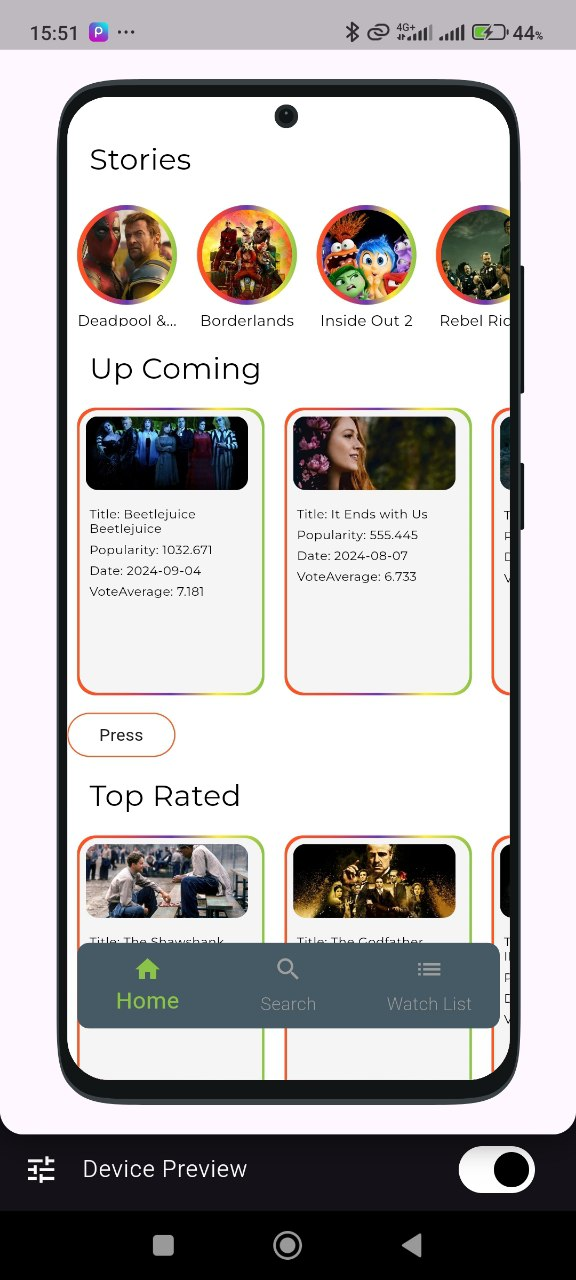 15:51 ... 4G+ 44%
Stories
Deadpool &... Borderlands Inside Out 2 Rebel Rid
Up Coming
Title: Beetlejuice
Beetlejuice
Popularity: 1032.671
Date: 2024-09-04
VoteAverage: 7.181
Title: It Ends with Us
Popularity: 555.445
Date: 2024-08-07
VoteAverage: 6.733
Press
Top Rated
Title: The Shawshank
Title: The Godfather
Home Search Watch List
Device Preview